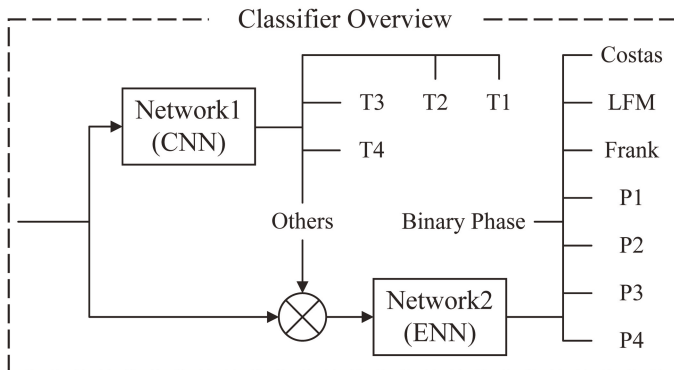 Classifier Overview
Network1
(CNN)
T3
T2
T1
T4
Others
Network2
(ENN)
Binary Phase
Costas
LFM
Frank
P1
P2
P3
P4